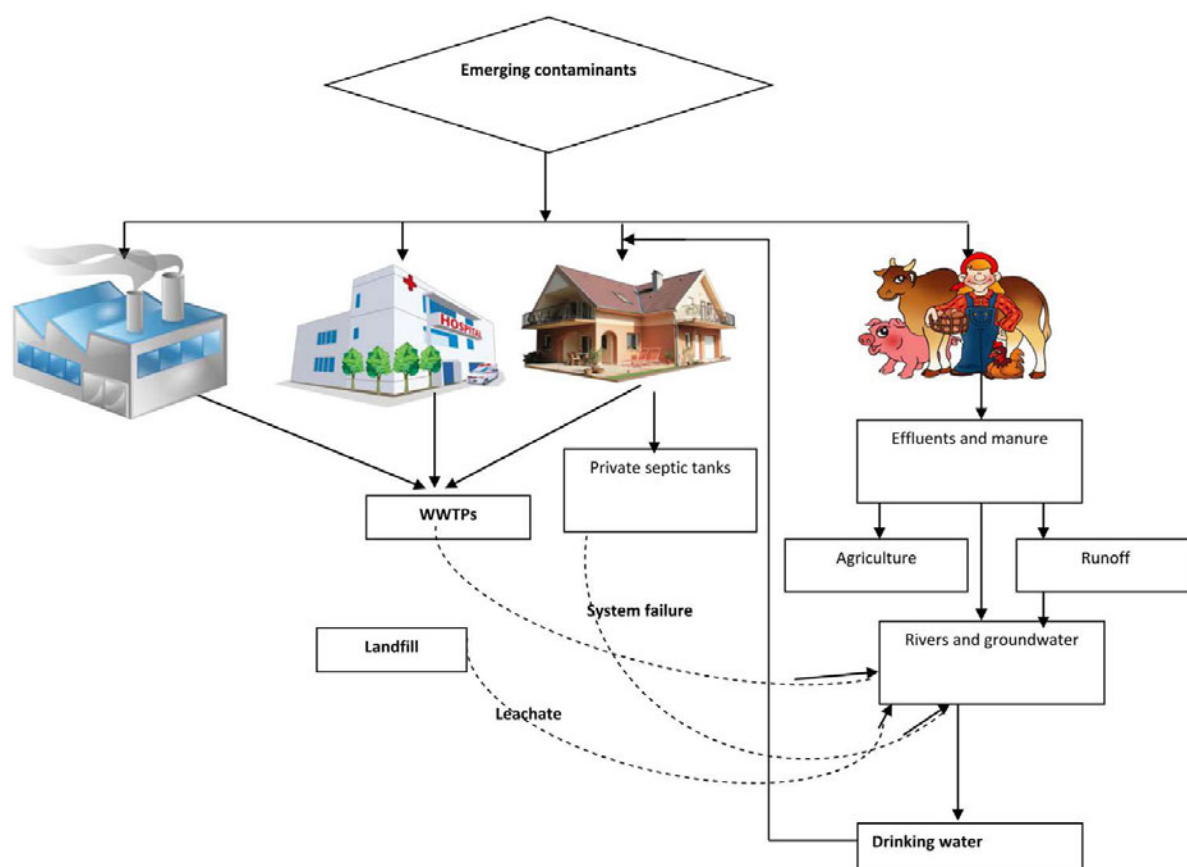 Emerging contaminants
HOSPITAL
Effluents and manure
Private septic tanks
WWTPs
Agriculture
Runoff
System failure
Landfill
Rivers and groundwater
Leachate
Drinking water